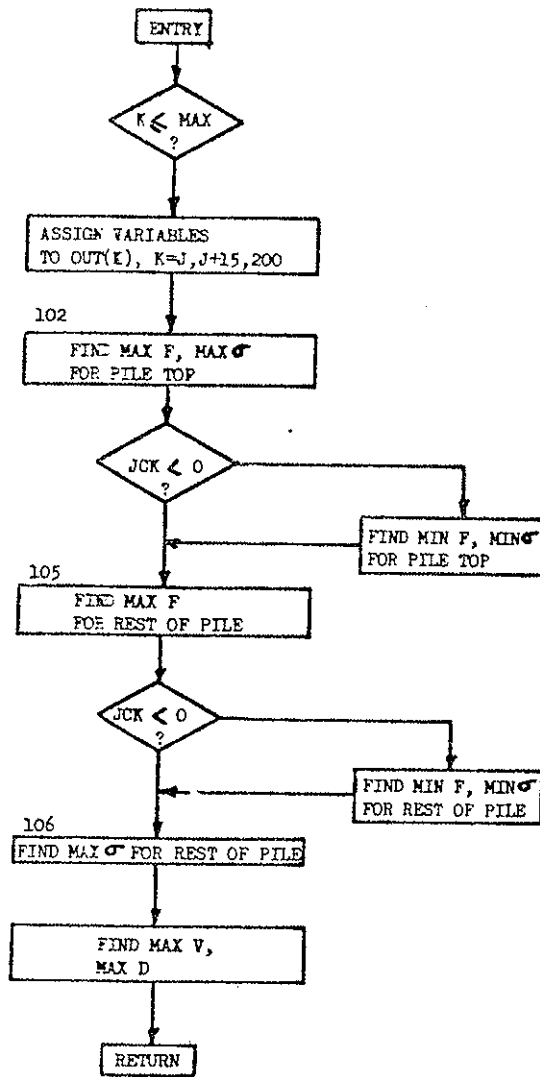 ENTRY
K ≤ MAX
?
ASSIGN VARIABLES
TO OUT(K), K=J,J+15,200
102
FIND MAX F, MAX σ
FOR PILE TOP
JCK < 0
?
FIND MIN F, MIN σ
FOR PILE TOP
105
FIND MAX F
FOR REST OF PILE
JCK < 0
?
FIND MIN F, MIN σ
FOR REST OF PILE
106
FIND MAX σ FOR REST OF PILE
FIND MAX V,
MAX D
RETURN